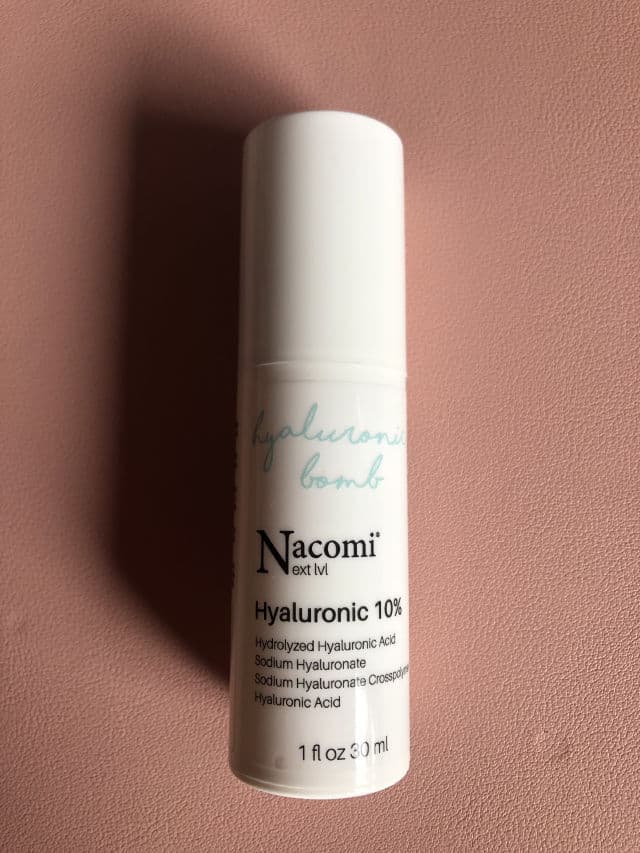 hyaluronic
bomb
Nacomi
Next lvl
Hyaluronic 10%
Hydrolyzed Hyaluronic Acid
Sodium Hyaluronate
Sodium Hyaluronate
Hyaluronic Acid
1 fl oz 30 ml